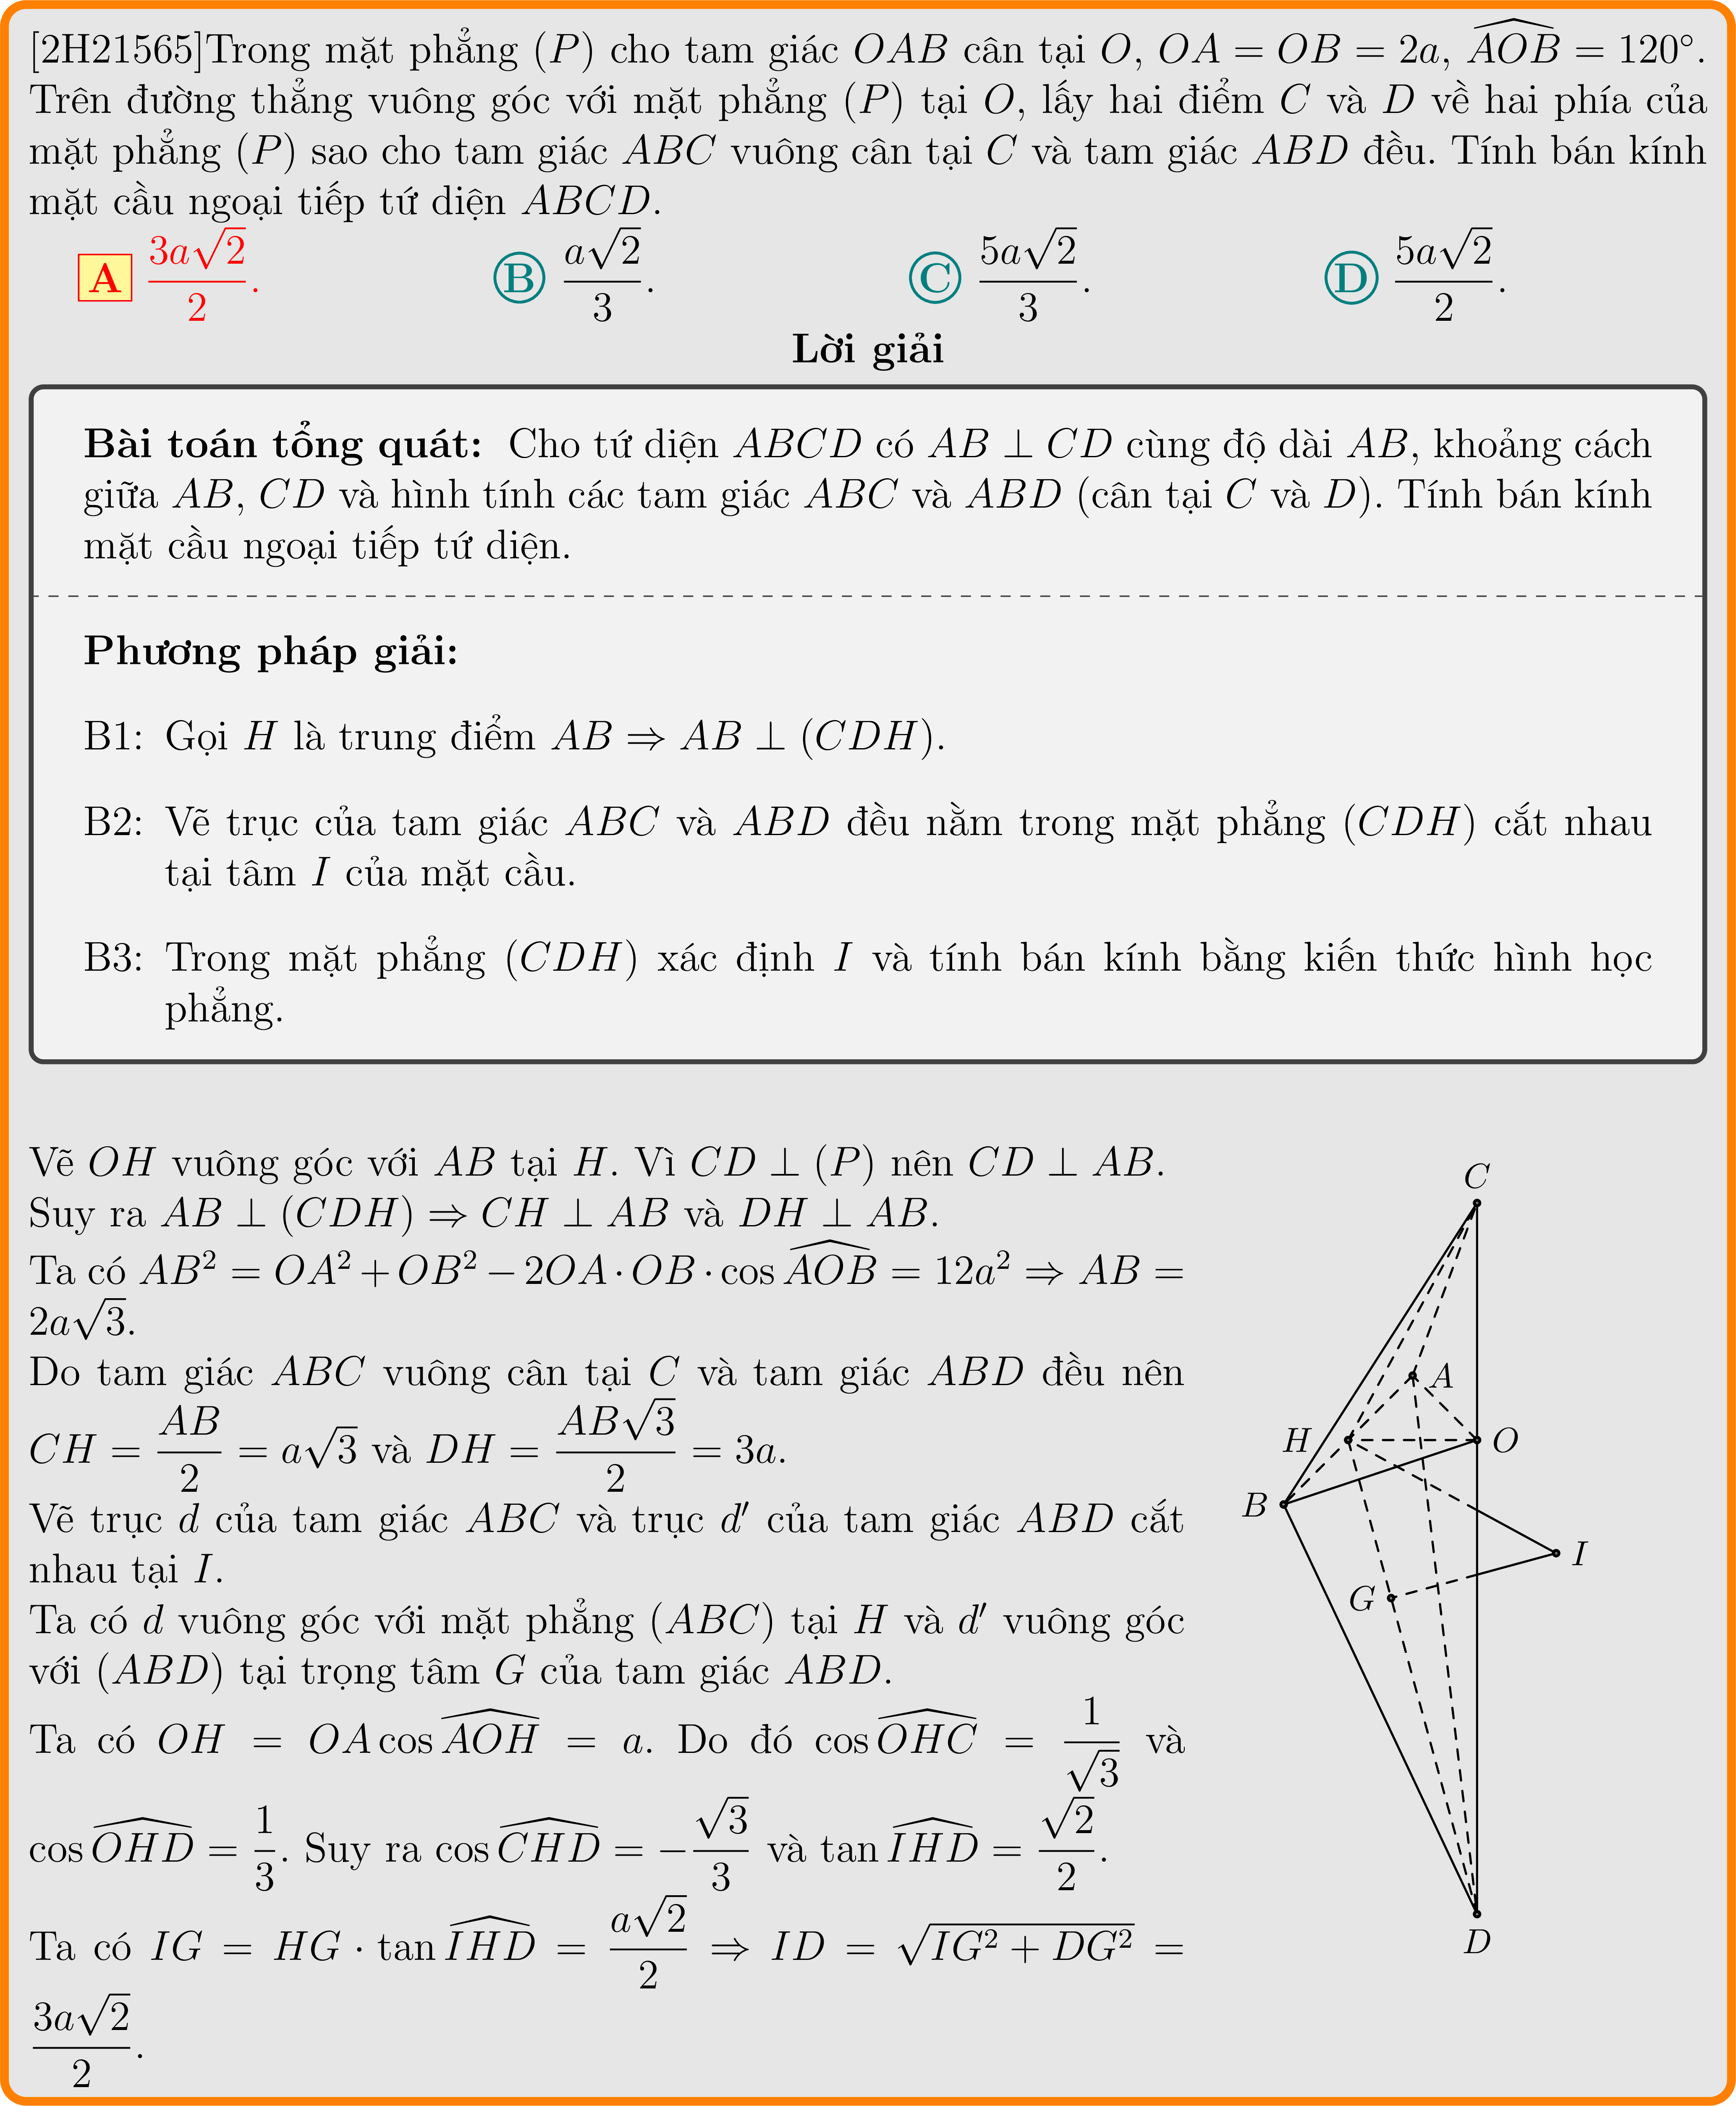 [2H21565]Trong mặt phẳng (P) cho tam giác OAB cân tại O, OA = OB = 2a, $\widehat{AOB}$ = 120°.
Trên đường thẳng vuông góc với mặt phẳng (P) tại O, lấy hai điểm C và D về hai phía của
mặt phẳng (P) sao cho tam giác ABC vuông cân tại C và tam giác ABD đều. Tính bán kính
mặt cầu ngoại tiếp tứ diện ABCD.
A $\frac{3a\sqrt{2}}{2}$. B $\frac{a\sqrt{2}}{3}$. C $\frac{5a\sqrt{2}}{3}$. D $\frac{5a\sqrt{2}}{2}$.
Lời giải
Bài toán tổng quát: Cho tứ diện ABCD có AB ⊥ CD cùng độ dài AB, khoảng cách
giữa AB, CD và hình tính các tam giác ABC và ABD (cân tại C và D). Tính bán kính
mặt cầu ngoại tiếp tứ diện.
Phương pháp giải:
B1: Gọi H là trung điểm AB ⇒ AB ⊥ (CDH).
B2: Vẽ trục của tam giác ABC và ABD đều nằm trong mặt phẳng (CDH) cắt nhau
tại tâm I của mặt cầu.
B3: Trong mặt phẳng (CDH) xác định I và tính bán kính bằng kiến thức hình học
phẳng.
Vẽ OH vuông góc với AB tại H. Vì CD ⊥ (P) nên CD ⊥ AB.
Suy ra AB ⊥ (CDH) ⇒ CH ⊥ AB và DH ⊥ AB.
Ta có $AB^2 = OA^2 + OB^2 - 2OA \cdot OB \cdot \cos\widehat{AOB} = 12a^2$ ⇒ AB =
$2a\sqrt{3}$.
Do tam giác ABC vuông cân tại C và tam giác ABD đều nên
$CH = \frac{AB}{2} = a\sqrt{3}$ và $DH = \frac{AB\sqrt{3}}{2} = 3a$.
Vẽ trục d của tam giác ABC và trục d′ của tam giác ABD cắt
nhau tại I.
Ta có d vuông góc với mặt phẳng (ABC) tại H và d′ vuông góc
với (ABD) tại trọng tâm G của tam giác ABD.
Ta có $OH = OA\cos\widehat{AOH} = a$. Do đó $\cos\widehat{OHC} = \frac{1}{\sqrt{3}}$ và
$\cos\widehat{OHD} = \frac{1}{3}$. Suy ra $\cos\widehat{CHD} = -\frac{\sqrt{3}}{3}$ và $\tan\widehat{IHD} = \frac{\sqrt{2}}{2}$.
Ta có $IG = HG \cdot \tan\widehat{IHD} = \frac{a\sqrt{2}}{2}$ ⇒ $ID = \sqrt{IG^2 + DG^2}$ =
$\frac{3a\sqrt{2}}{2}$.
C
A
H
O
B
I
G
D